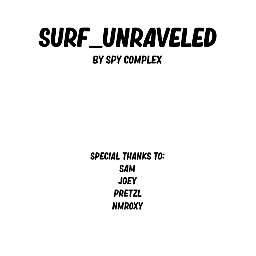 SURF_UNRAVELED
BY SPY COMPLEX
SPECIAL THANKS TO:
SAM
JOEY
PRETZL
NMROXY